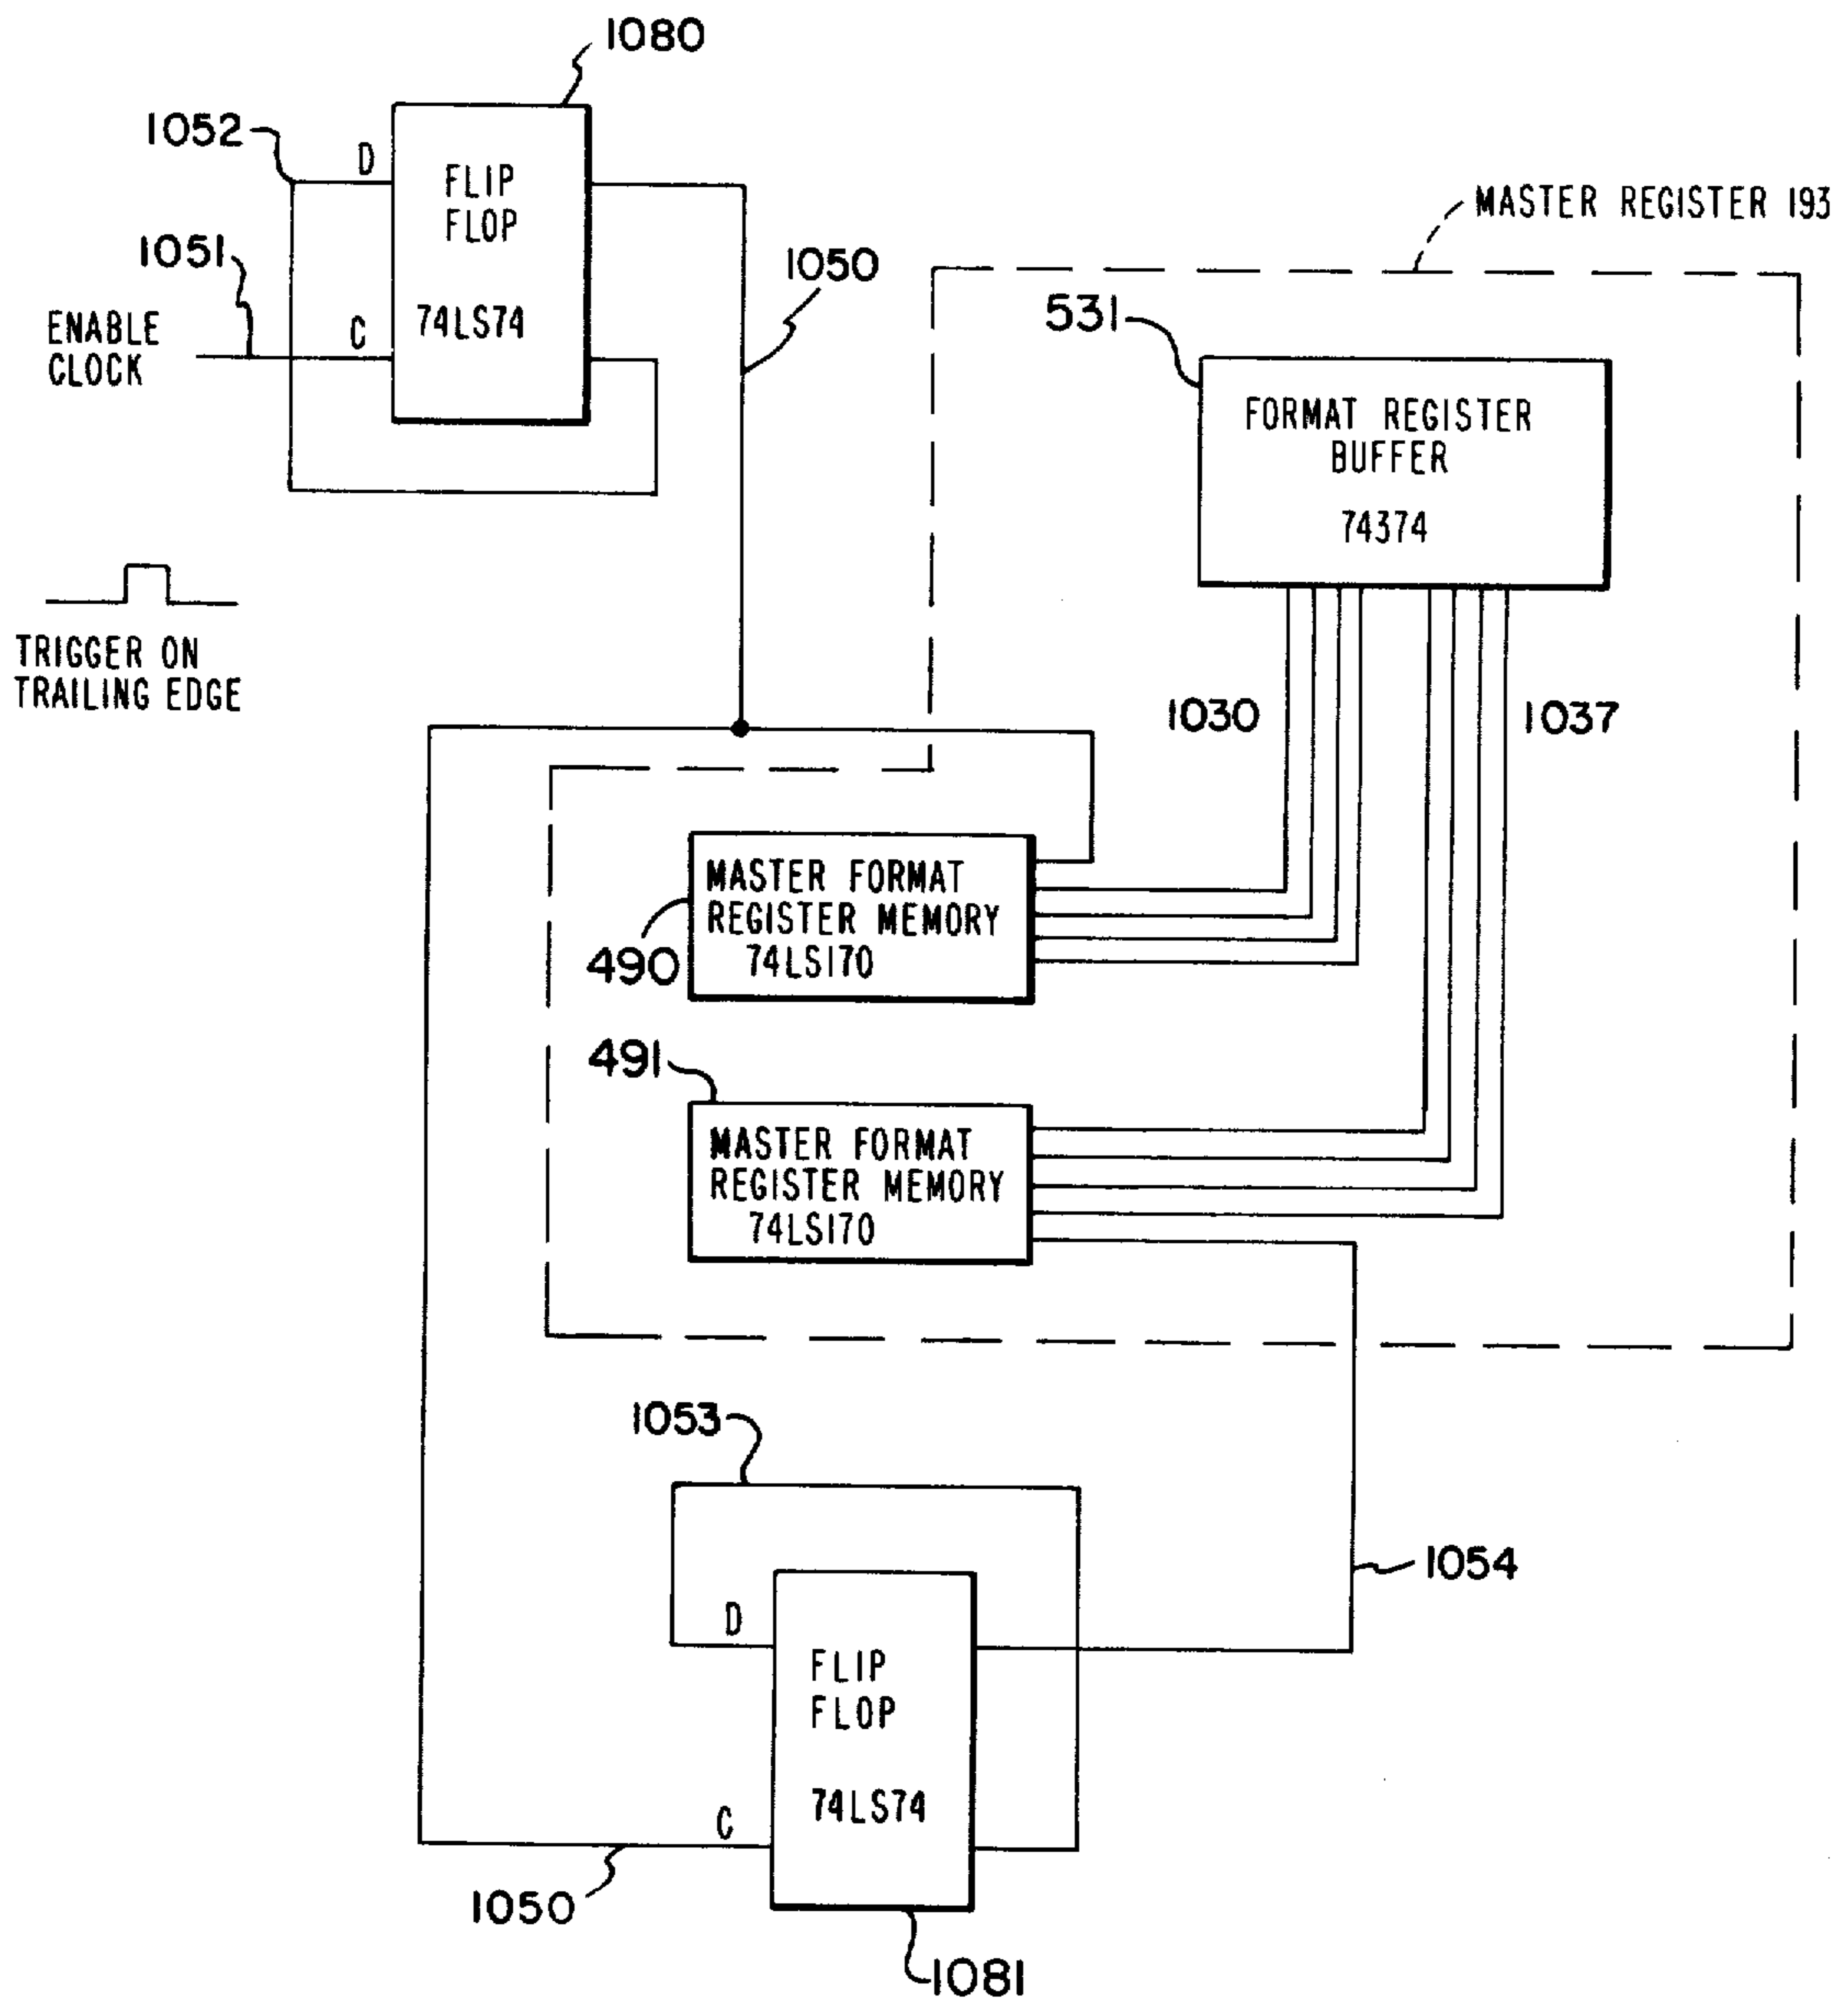 1080
1052
D
FLIP
FLOP
74LS74
1051
C
ENABLE
CLOCK
1050
MASTER REGISTER 193
531
FORMAT REGISTER
BUFFER
74374
TRIGGER ON
TRAILING EDGE
1030
1037
MASTER FORMAT
REGISTER MEMORY
74LS170
490
491
MASTER FORMAT
REGISTER MEMORY
74LS170
1053
1054
D
FLIP
FLOP
74LS74
C
1050
1081